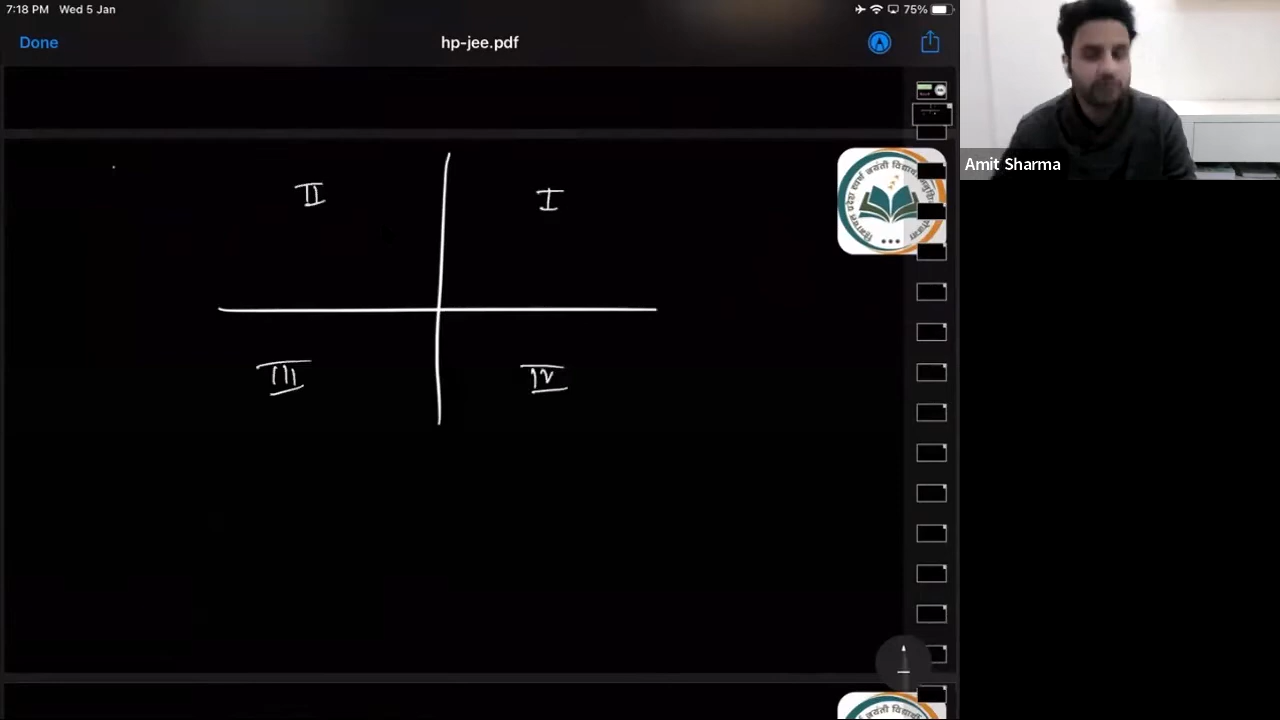 7:18 PM Wed 5 Jan
75%
Done
hp-jee.pdf
II
I
III
IV
Amit Sharma